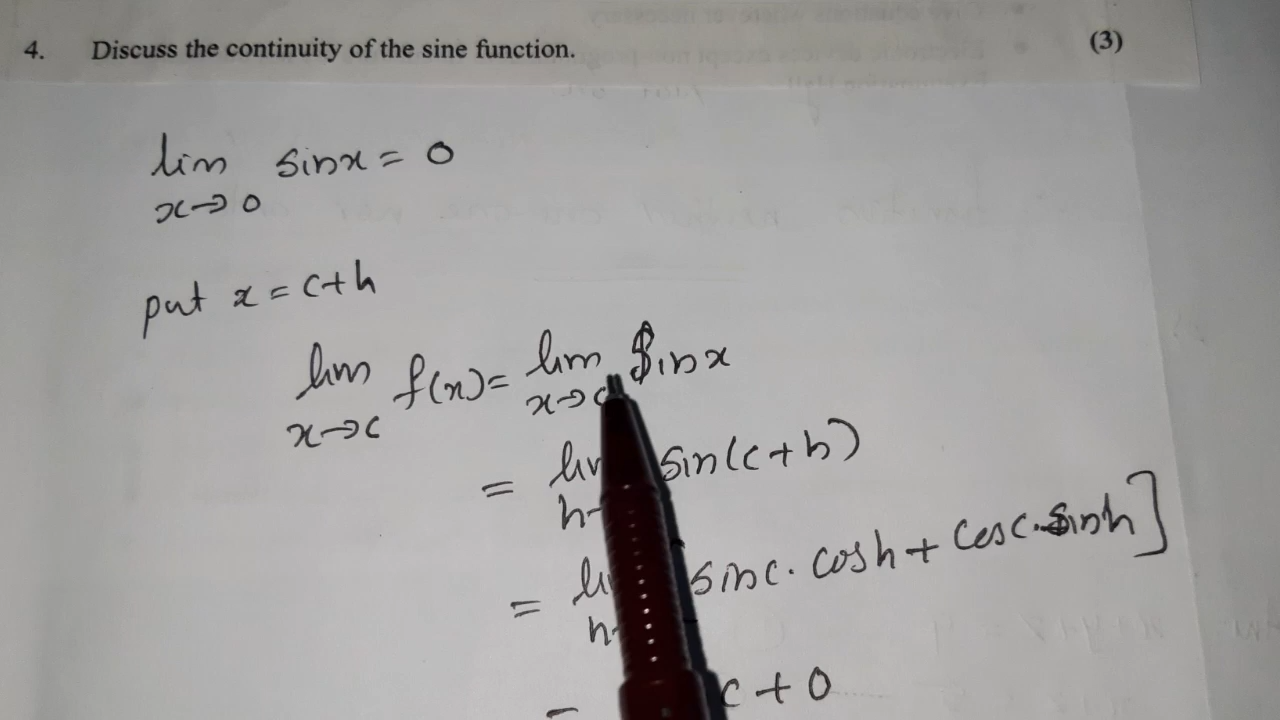 4. Discuss the continuity of the sine function. (3)
lim sinx = 0
x→0
put x = c+h
lim f(x) = lim Sinx
x→c x→c
= sin(c+h)
h
= sinc. cosh + cosc. sinh]
h
= c + 0